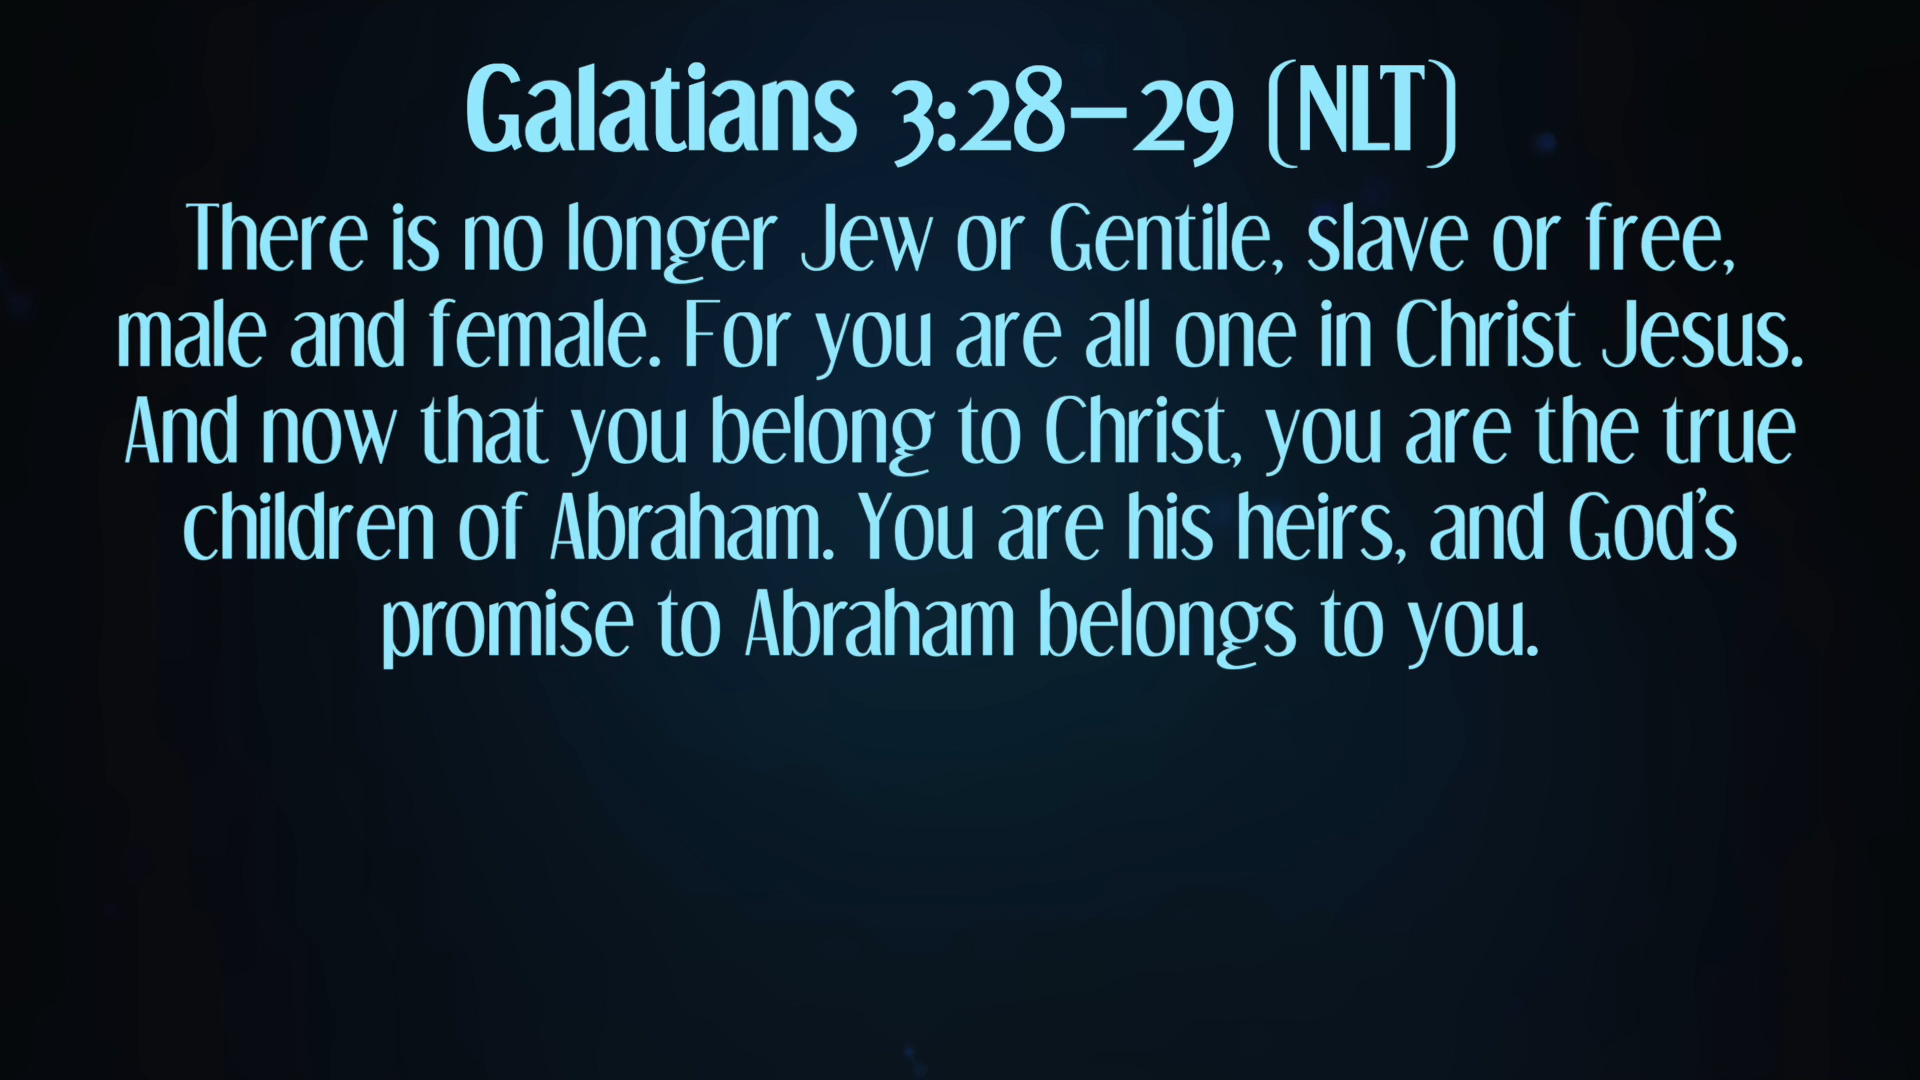 Galatians 3:28–29 (NLT)
There is no longer Jew or Gentile, slave or free,
male and female. For you are all one in Christ Jesus.
And now that you belong to Christ, you are the true
children of Abraham. You are his heirs, and God’s
promise to Abraham belongs to you.